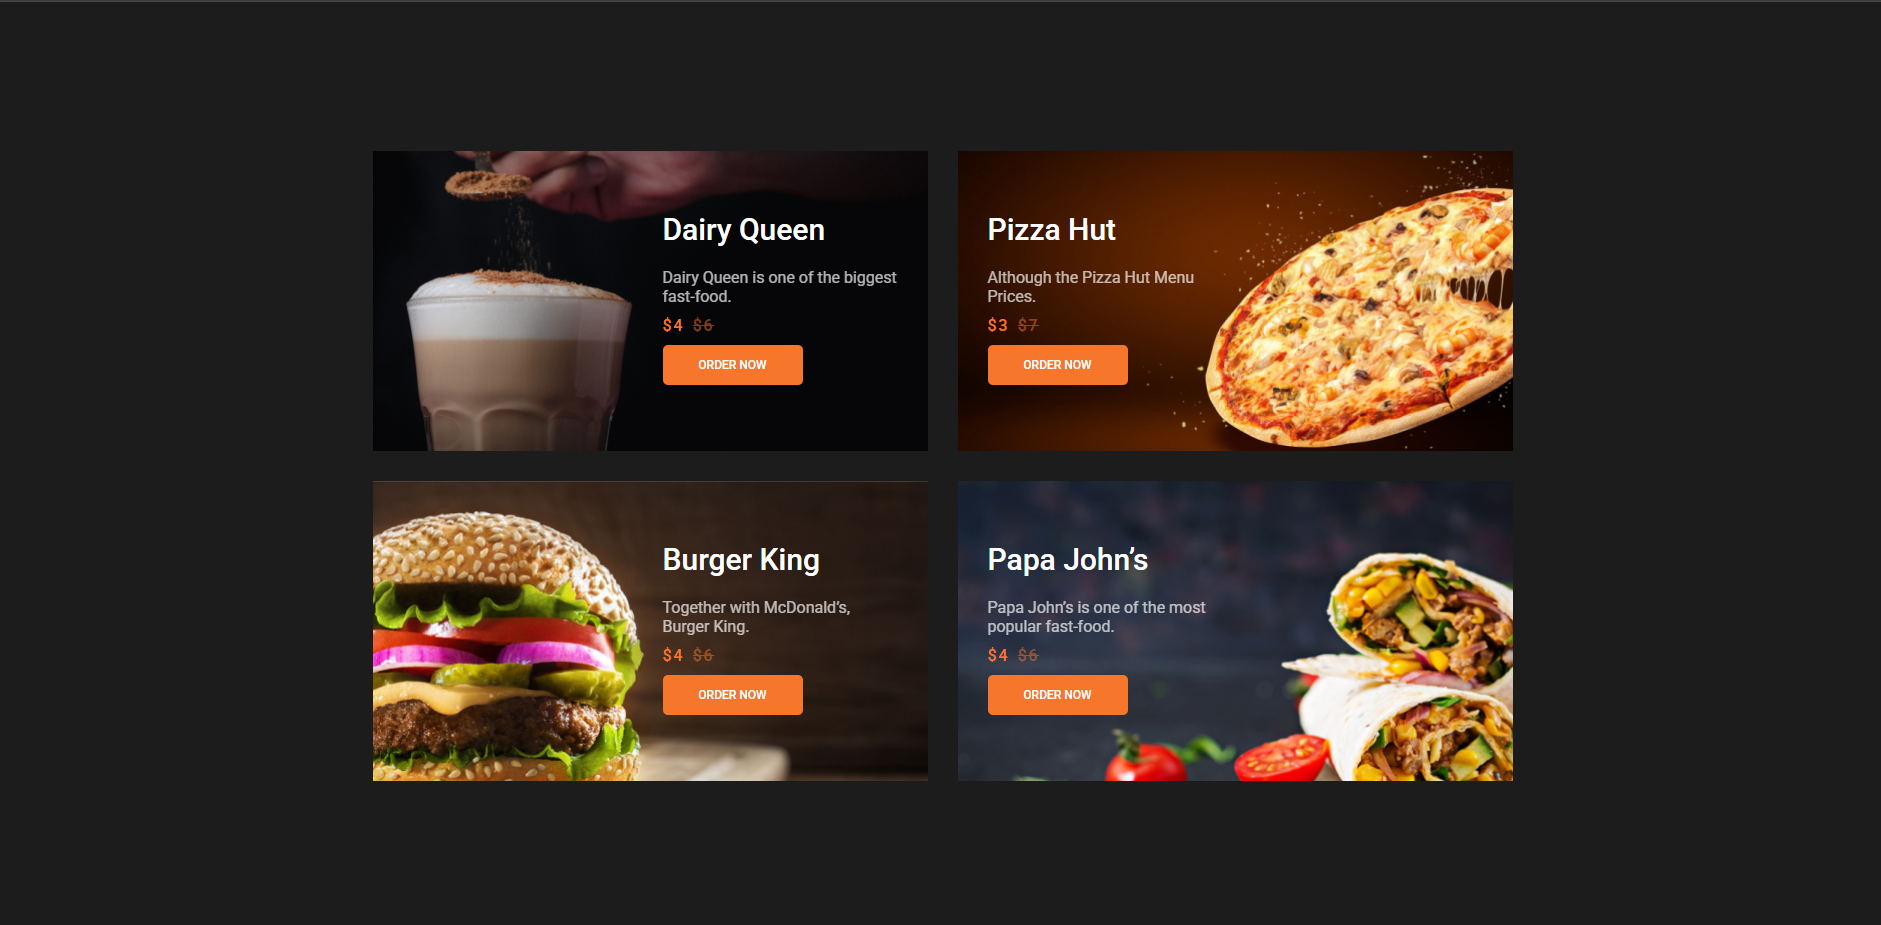 Dairy Queen
Dairy Queen is one of the biggest
fast-food.
$4 $6
ORDER NOW
Pizza Hut
Although the Pizza Hut Menu
Prices.
$3 $7
ORDER NOW
Burger King
Together with McDonald’s,
Burger King.
$4 $6
ORDER NOW
Papa John’s
Papa John’s is one of the most
popular fast-food.
$4 $6
ORDER NOW